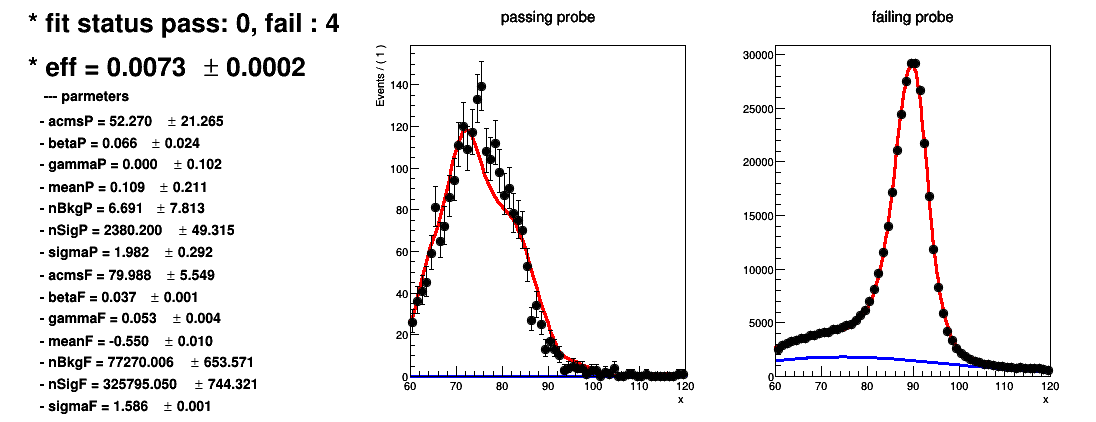 * fit status pass: 0, fail : 4
* eff = 0.0073 ± 0.0002
--- parmeters
- acmsP = 52.270 ± 21.265
- betaP = 0.066 ± 0.024
- gammaP = 0.000 ± 0.102
- meanP = 0.109 ± 0.211
- nBkgP = 6.691 ± 7.813
- nSigP = 2380.200 ± 49.315
- sigmaP = 1.982 ± 0.292
- acmsF = 79.988 ± 5.549
- betaF = 0.037 ± 0.001
- gammaF = 0.053 ± 0.004
- meanF = -0.550 ± 0.010
- nBkgF = 77270.006 ± 653.571
- nSigF = 325795.050 ± 744.321
- sigmaF = 1.586 ± 0.001
passing probe
Events / ( 1 )
140
120
100
80
60
40
20
0
60 70 80 90 100 110 120
x
failing probe
30000
25000
20000
15000
10000
5000
0
60 70 80 90 100 110 120
x